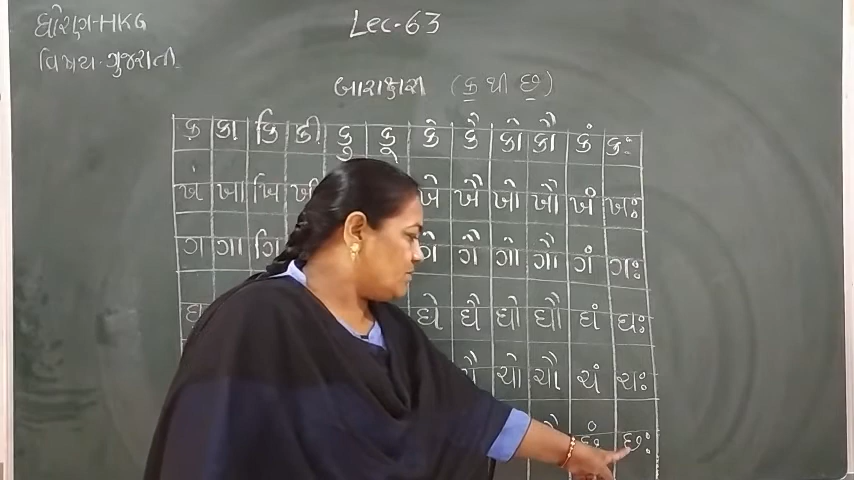 ધોરણ-HKG
Lec-63
વિષય-ગુજરાતી
બારાક્ષરી (ક થી છ)
ક કા કિ કી કુ કૂ કે કૈ કો કૌ કં કઃ
ખ ખા ખિ ખી ખે ખૈ ખો ખૌ ખં ખઃ
ગ ગા ગિ ગે ગૈ ગો ગૌ ગં ગઃ
ઘ ઘે ઘૈ ઘો ઘૌ ઘં ઘઃ
ચૈ ચો ચૌ ચં ચઃ
છઃ